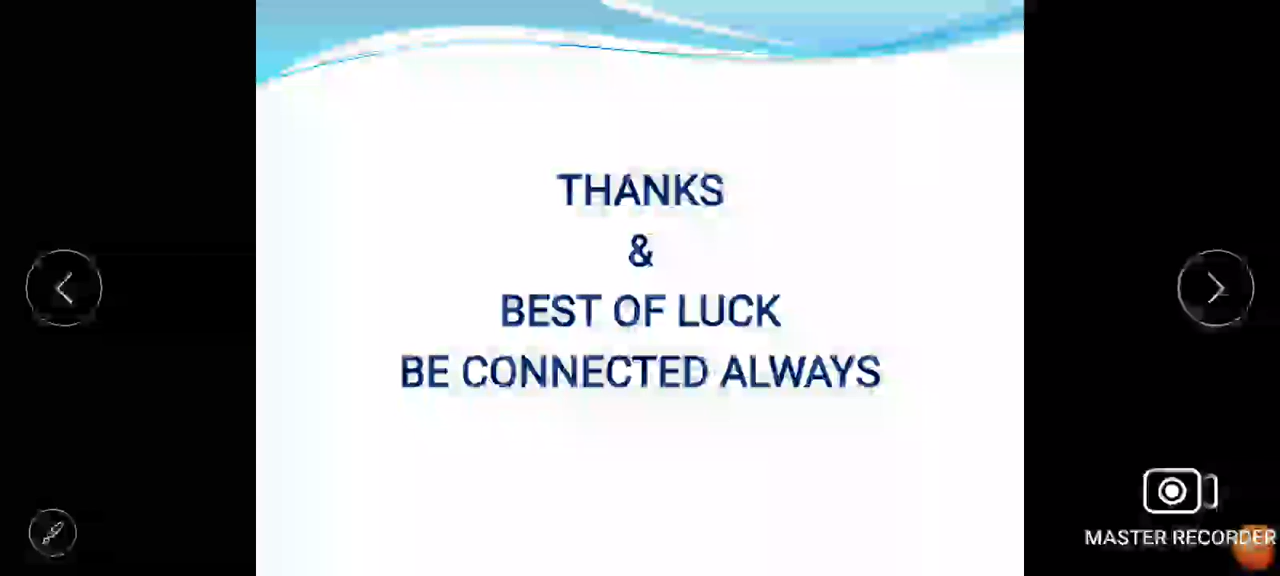 THANKS
&
BEST OF LUCK
BE CONNECTED ALWAYS
MASTER RECORDER